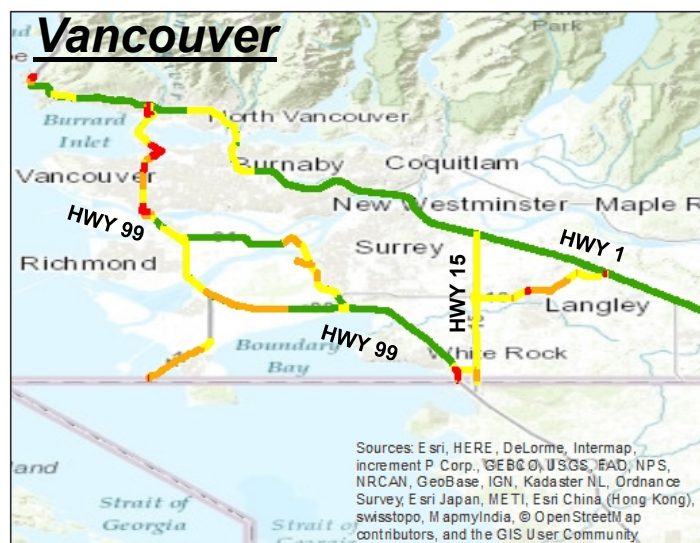 Vancouver
Park
North Vancouver
Burrard
Inlet
Burnaby
Coquitlam
Vancouver
New Westminster
Maple R
HWY 99
HWY 1
Surrey
Richmond
HWY 15
Langley
HWY 99
Boundary
Bay
White Rock
Sources: Esri, HERE, DeLorme, Intermap,
increment P Corp., GEBCO, USGS, FAO, NPS,
NRCAN, GeoBase, IGN, Kadaster NL, Ordnance
Survey, Esri Japan, METI, Esri China (Hong Kong),
swisstopo, MapmyIndia, © OpenStreetMap
contributors, and the GIS User Community
land
Strait of
Georgia
Strait of